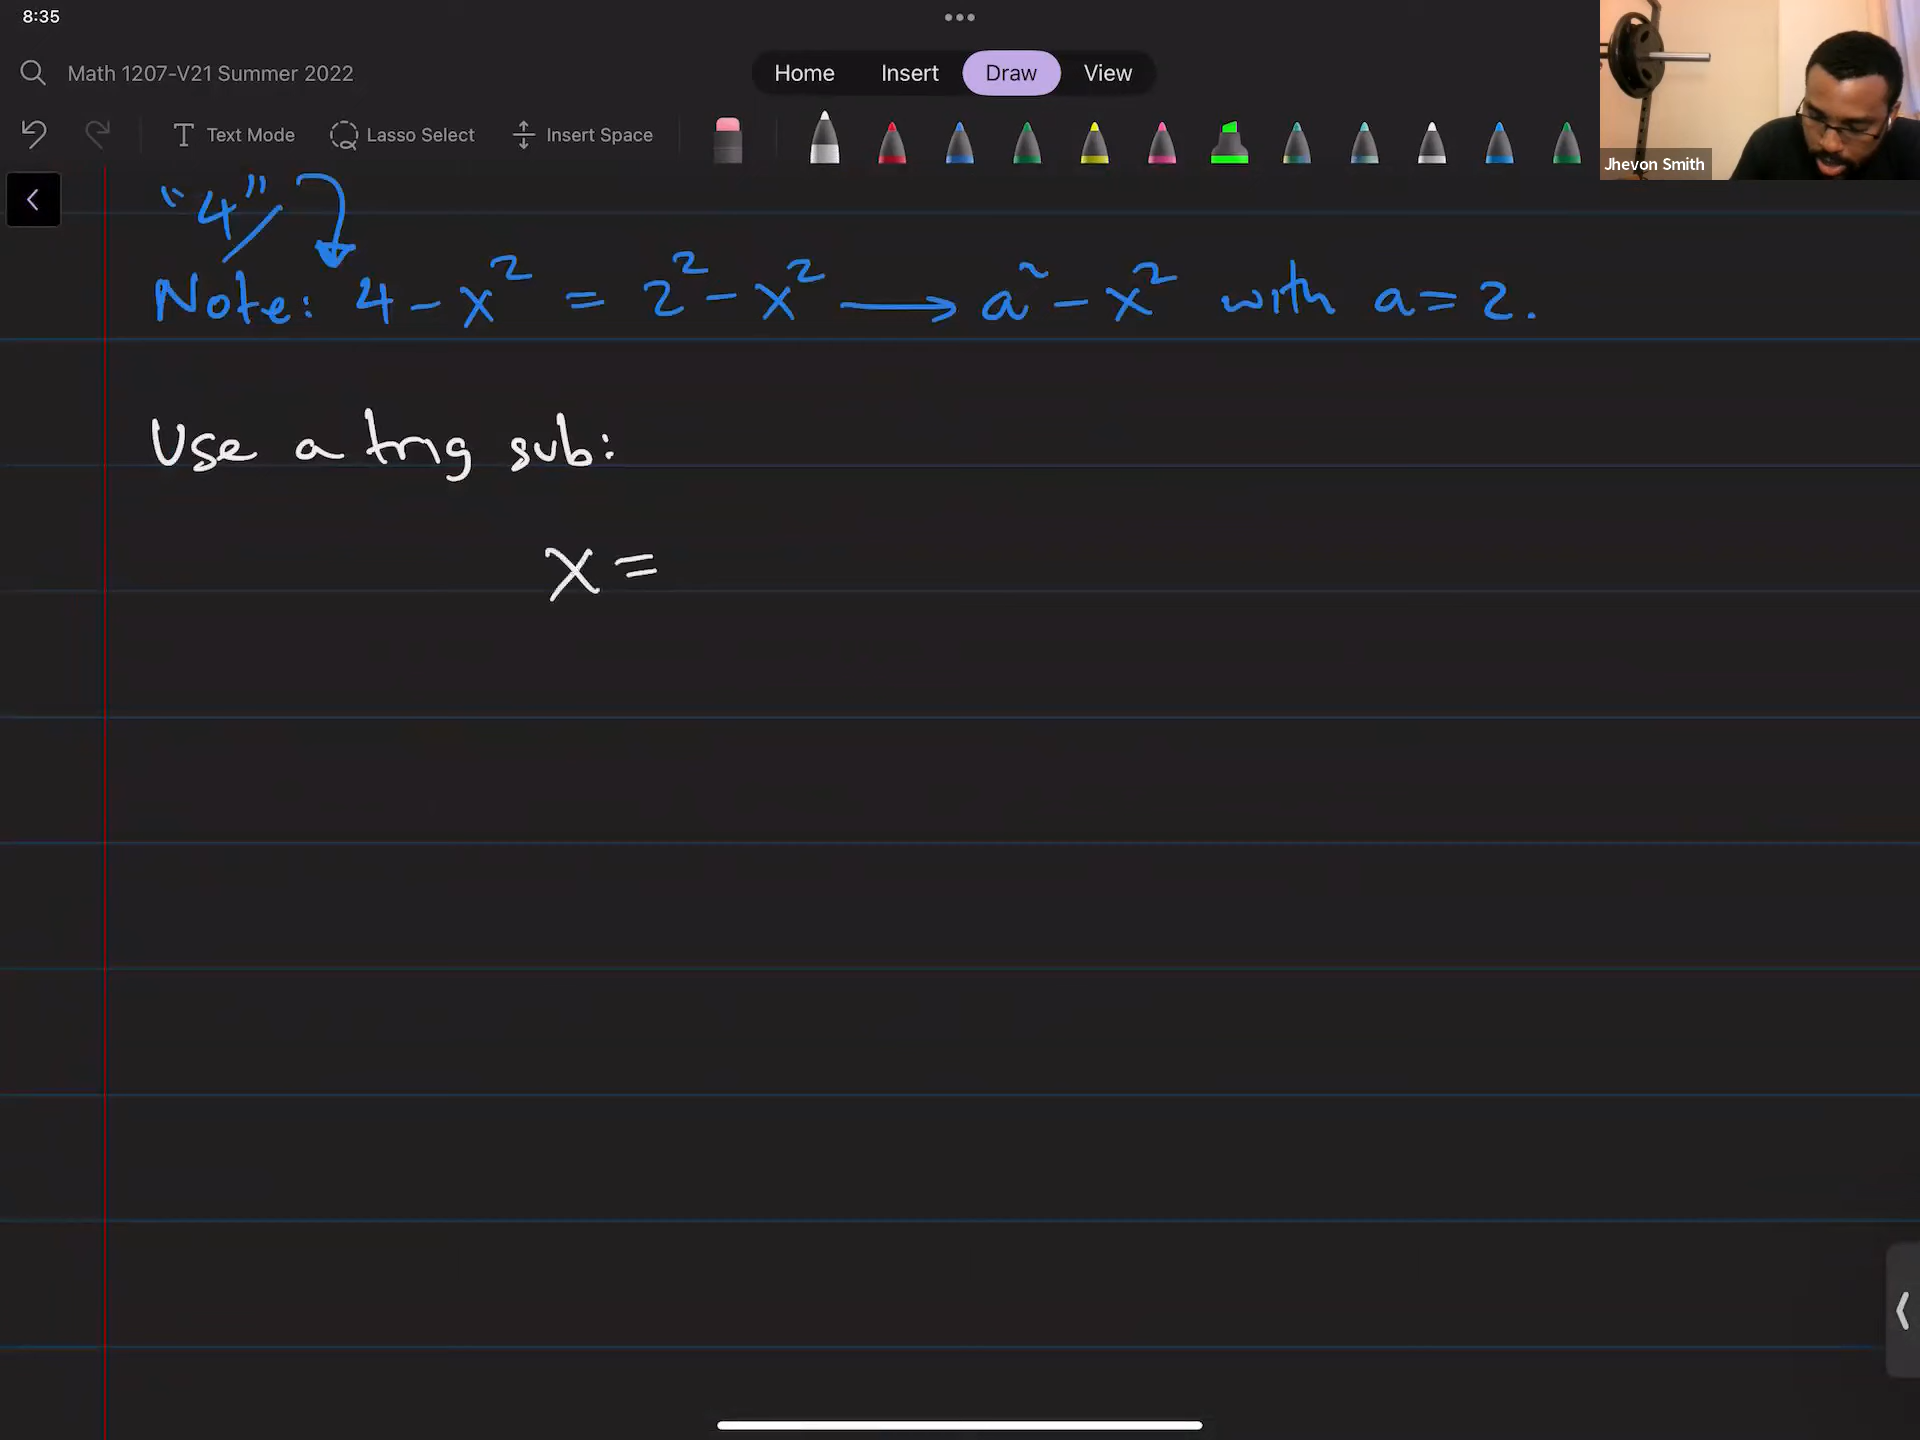 8:35
Math 1207-V21 Summer 2022
Home Insert Draw View
Text Mode Lasso Select Insert Space
Jhevon Smith
"4"
Note: 4 - x² = 2² - x² ⟶ a² - x² with a = 2.
Use a trig sub:
x =